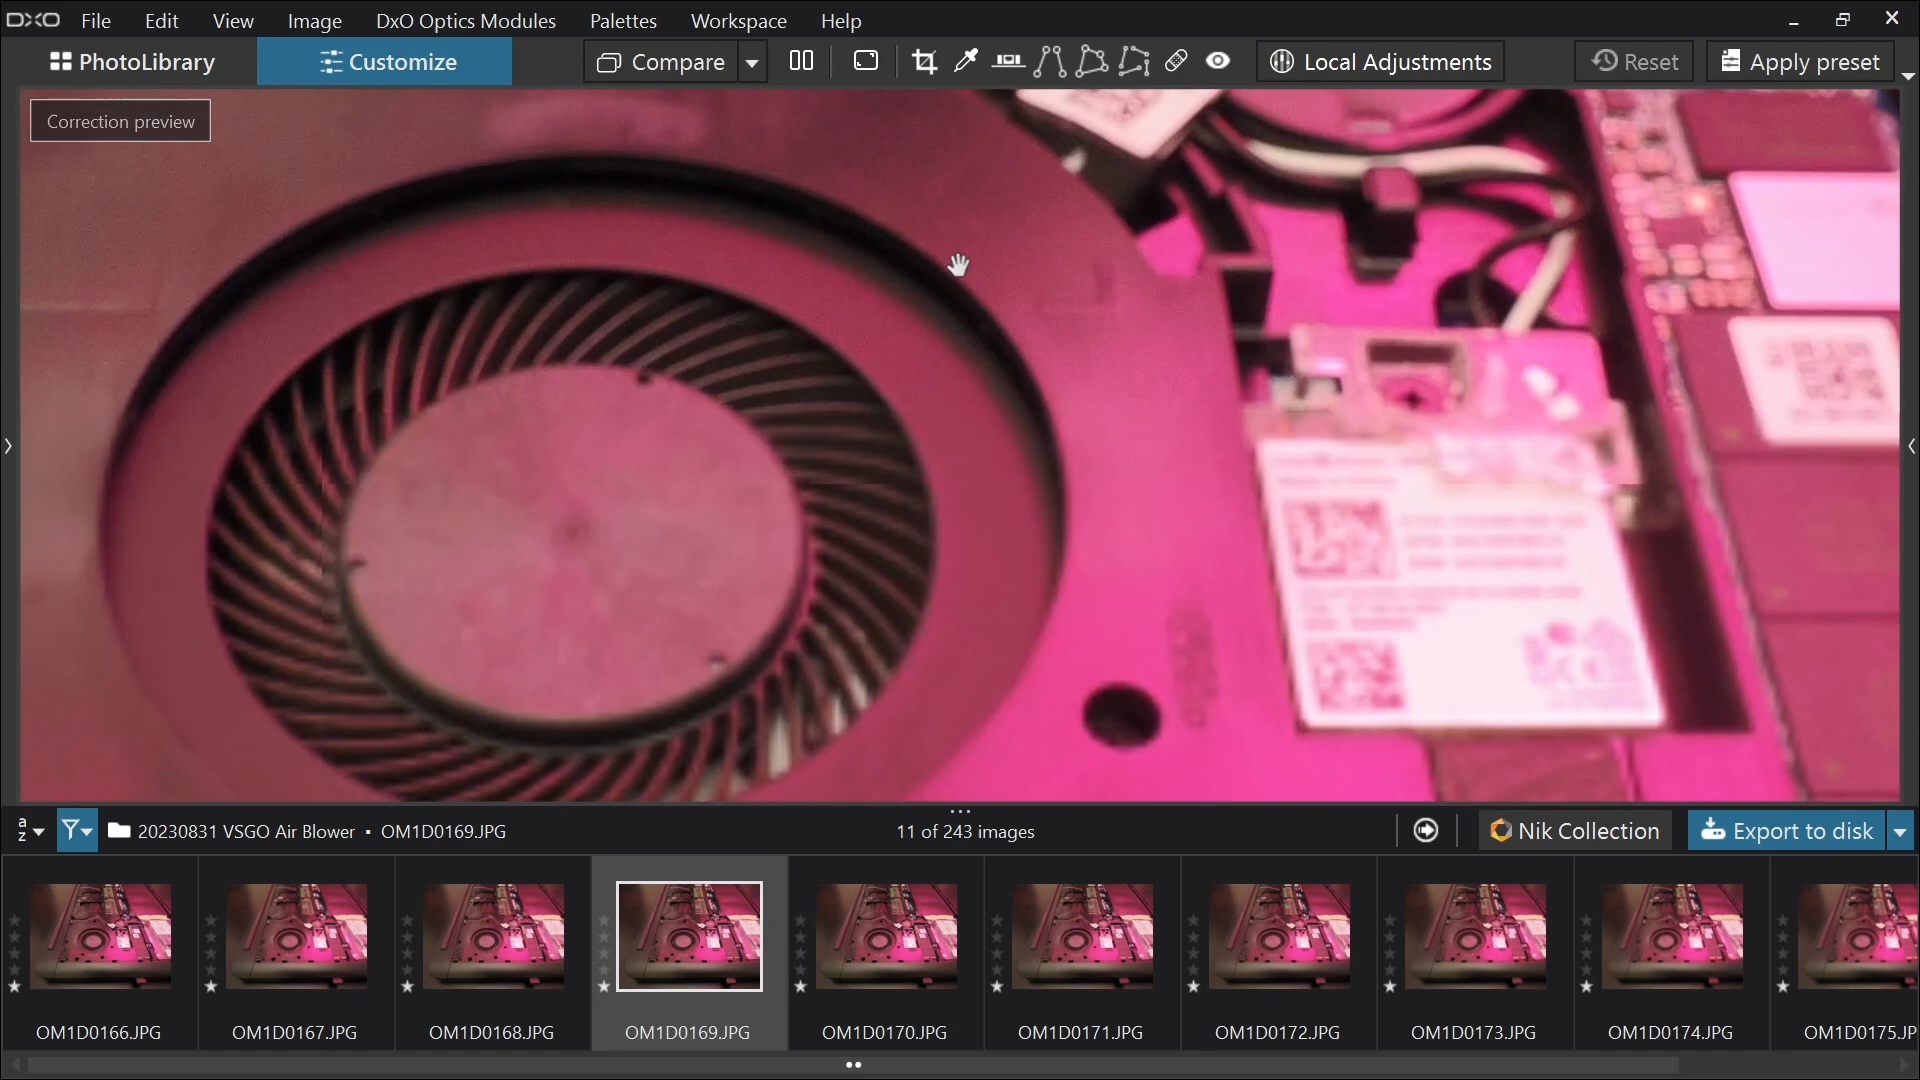 DXO File Edit View Image DxO Optics Modules Palettes Workspace Help
PhotoLibrary Customize Compare Local Adjustments Reset Apply preset
Correction preview
a z 20230831 VSGO Air Blower • OM1D0169.JPG 11 of 243 images Nik Collection Export to disk
OM1D0166.JPG OM1D0167.JPG OM1D0168.JPG OM1D0169.JPG OM1D0170.JPG OM1D0171.JPG OM1D0172.JPG OM1D0173.JPG OM1D0174.JPG OM1D0175.JP